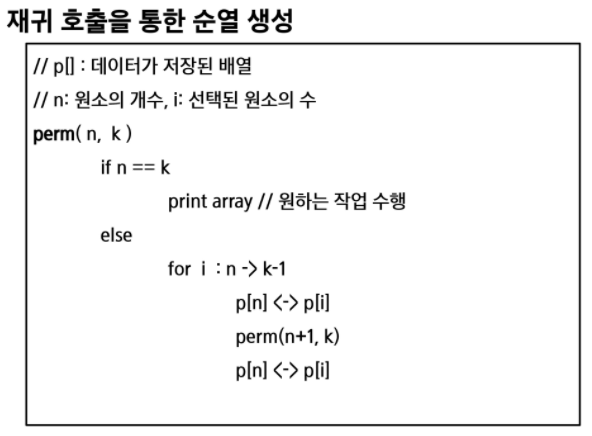 재귀 호출을 통한 순열 생성
// p[] : 데이터가 저장된 배열
// n: 원소의 개수, i: 선택된 원소의 수
perm( n, k )
if n == k
print array // 원하는 작업 수행
else
for i : n -> k-1
p[n] <-> p[i]
perm(n+1, k)
p[n] <-> p[i]